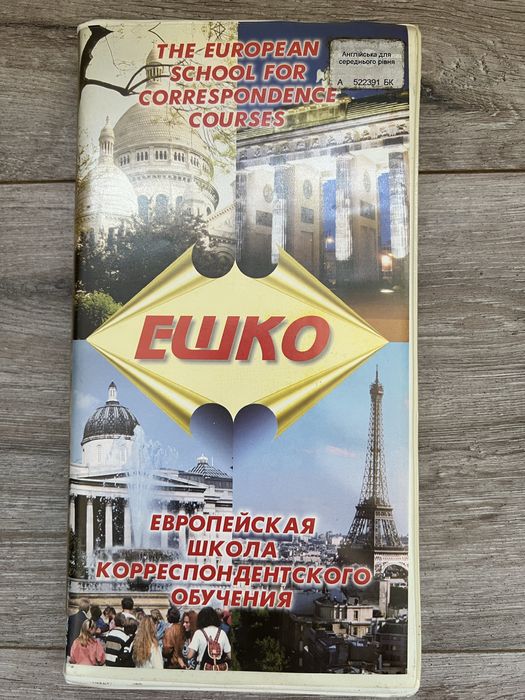 THE EUROPEAN
SCHOOL FOR
CORRESPONDENCE
COURSES
Англійська для
середнього рівня
А 522391 БК
ЕШКО
ЕВРОПЕЙСКАЯ
ШКОЛА
КОРРЕСПОНДЕНТСКОГО
ОБУЧЕНИЯ